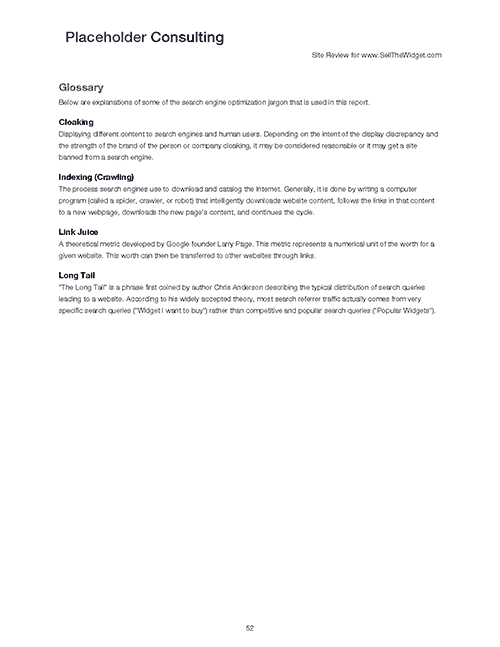 Placeholder Consulting
Site Review for www.SellTheWidget.com
Glossary
Below are explanations of some of the search engine optimization jargon that is used in this report.
Cloaking
Displaying different content to search engines and human users. Depending on the intent of the display discrepancy and
the strength of the brand of the person or company cloaking, it may be considered reasonable or it may get a site
banned from a search engine.
Indexing (Crawling)
The process search engines use to download and catalog the Internet. Generally, it is done by writing a computer
program (called a spider, crawler, or robot) that intelligently downloads website content, follows the links in that content
to a new webpage, downloads the new page's content, and continues the cycle.
Link Juice
A theoretical metric developed by Google founder Larry Page. This metric represents a numerical unit of the worth for a
given website. This worth can then be transferred to other websites through links.
Long Tail
"The Long Tail" is a phrase first coined by author Chris Anderson describing the typical distribution of search queries
leading to a website. According to his widely accepted theory, most search referrer traffic actually comes from very
specific search queries ("Widget I want to buy") rather than competitive and popular search queries ("Popular Widgets").
52